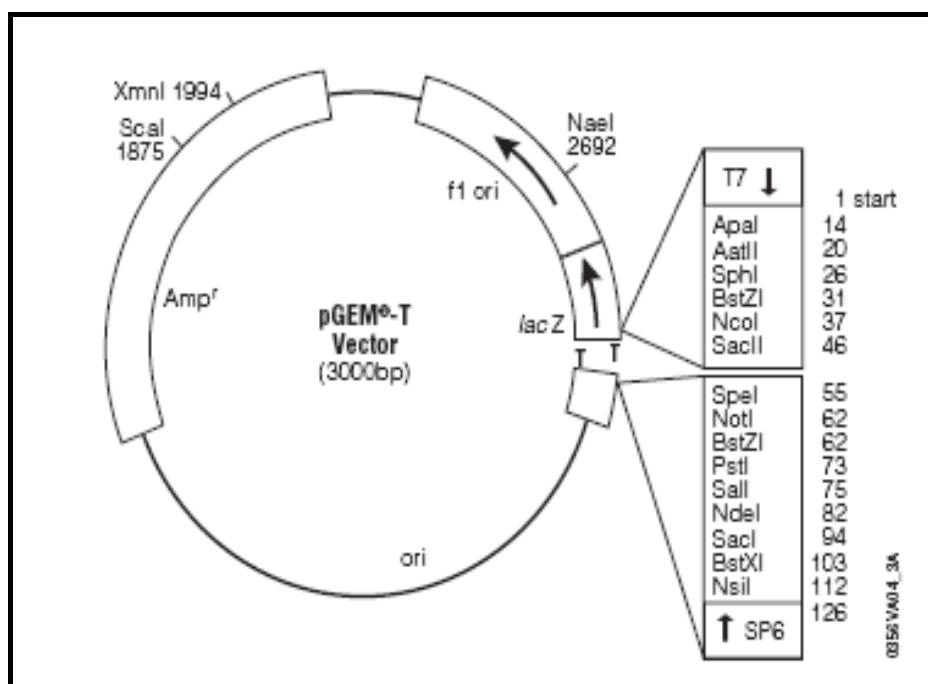 XmnI 1994
ScaI
1875
NaeI
2692
f1 ori
Ampʳ
pGEM®-T
Vector
(3000bp)
lacZ
T T
ori
T7 ↓
1 start
ApaI 14
AatII 20
SphI 26
BstZI 31
NcoI 37
SacII 46
SpeI 55
NotI 62
BstZI 62
PstI 73
SalI 75
NdeI 82
SacI 94
BstXI 103
NsiI 112
126
↑ SP6
0356VA04_3A